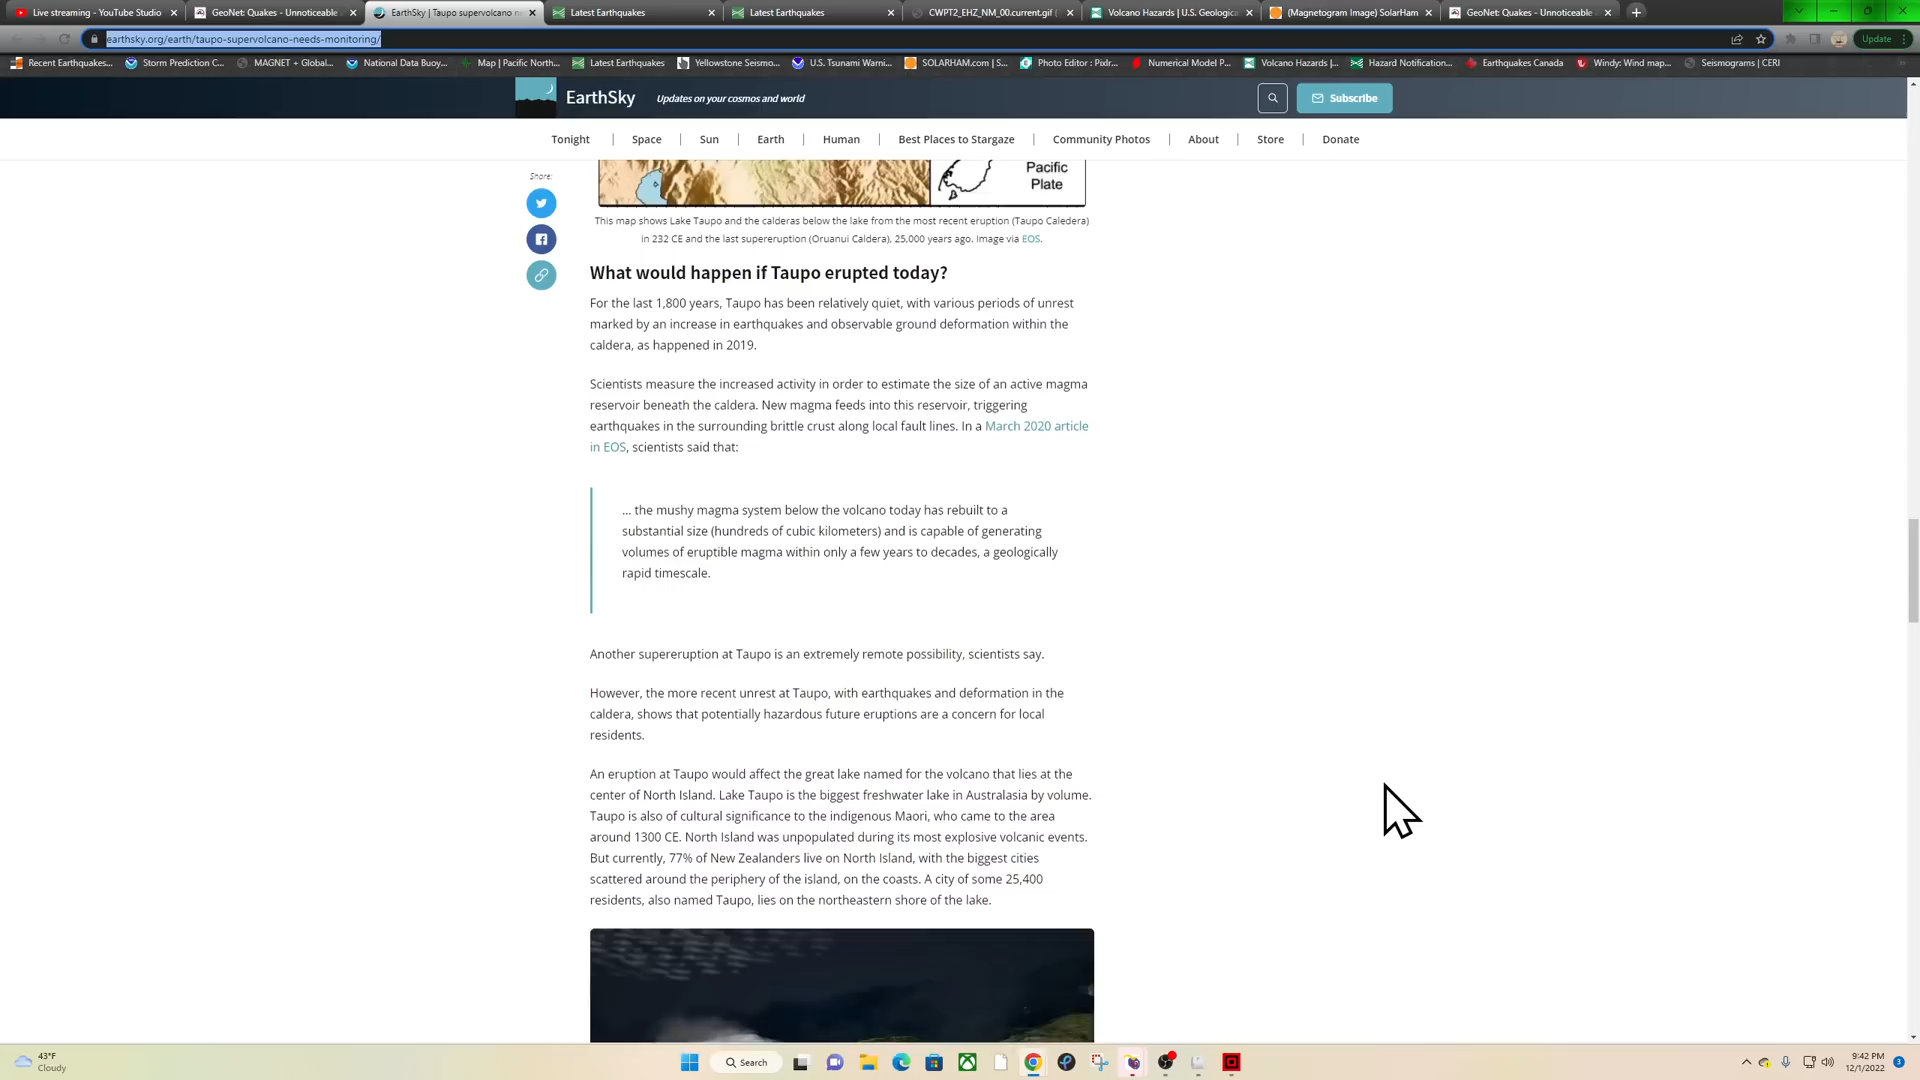 Live streaming - YouTube Studio
GeoNet: Quakes - Unnoticeable
EarthSky | Taupo supervolcano n
Latest Earthquakes
Latest Earthquakes
CWPT2_EHZ_NM_00.current.gif (
Volcano Hazards | U.S. Geologica
(Magnetogram Image) SolarHam
GeoNet: Quakes - Unnoticeable
earthsky.org/earth/taupo-supervolcano-needs-monitoring/
Update
Recent Earthquakes...
Storm Prediction C...
MAGNET + Global...
National Data Buoy...
Map | Pacific North...
Latest Earthquakes
Yellowstone Seismo...
U.S. Tsunami Warni...
SOLARHAM.com | S...
Photo Editor : Pixlr...
Numerical Model P...
Volcano Hazards |...
Hazard Notification...
Earthquakes Canada
Windy: Wind map...
Seismograms | CERI
EarthSky
Updates on your cosmos and world
Subscribe
Tonight | Space | Sun | Earth | Human | Best Places to Stargaze | Community Photos | About | Store | Donate
Share:
Pacific
Plate
This map shows Lake Taupo and the calderas below the lake from the most recent eruption (Taupo Caledera)
in 232 CE and the last supereruption (Oruanui Caldera), 25,000 years ago. Image via EOS.
What would happen if Taupo erupted today?
For the last 1,800 years, Taupo has been relatively quiet, with various periods of unrest
marked by an increase in earthquakes and observable ground deformation within the
caldera, as happened in 2019.
Scientists measure the increased activity in order to estimate the size of an active magma
reservoir beneath the caldera. New magma feeds into this reservoir, triggering
earthquakes in the surrounding brittle crust along local fault lines. In a March 2020 article
in EOS, scientists said that:
... the mushy magma system below the volcano today has rebuilt to a
substantial size (hundreds of cubic kilometers) and is capable of generating
volumes of eruptible magma within only a few years to decades, a geologically
rapid timescale.
Another supereruption at Taupo is an extremely remote possibility, scientists say.
However, the more recent unrest at Taupo, with earthquakes and deformation in the
caldera, shows that potentially hazardous future eruptions are a concern for local
residents.
An eruption at Taupo would affect the great lake named for the volcano that lies at the
center of North Island. Lake Taupo is the biggest freshwater lake in Australasia by volume.
Taupo is also of cultural significance to the indigenous Maori, who came to the area
around 1300 CE. North Island was unpopulated during its most explosive volcanic events.
But currently, 77% of New Zealanders live on North Island, with the biggest cities
scattered around the periphery of the island, on the coasts. A city of some 25,400
residents, also named Taupo, lies on the northeastern shore of the lake.
43°F
Cloudy
Search
9:42 PM
12/1/2022
3